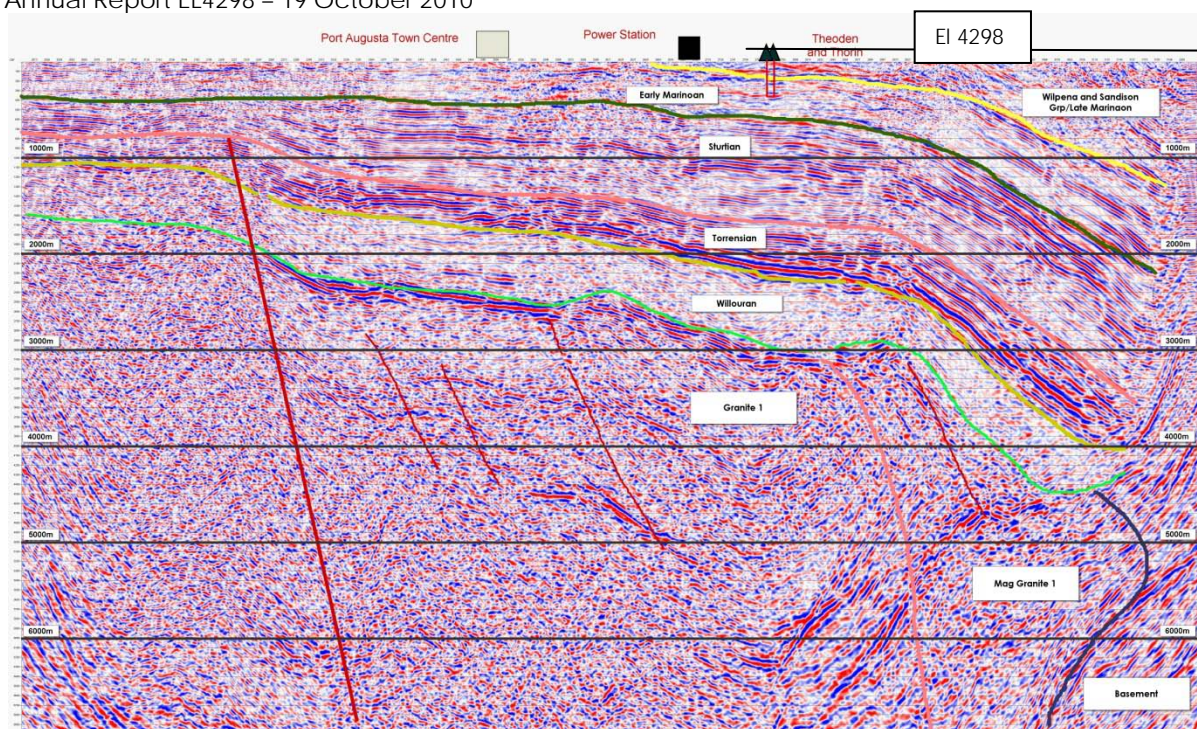 Annual Report EL4298 – 19 October 2010
Port Augusta Town Centre
Power Station
Theoden
and Thorin
El 4298
Early Marinoan
Wilpena and Sandison
Grp/Late Marinaon
1000m
Sturtian
1000m
2000m
Torrensian
2000m
Willouran
3000m
3000m
Granite 1
4000m
4000m
5000m
5000m
Mag Granite 1
6000m
6000m
Basement